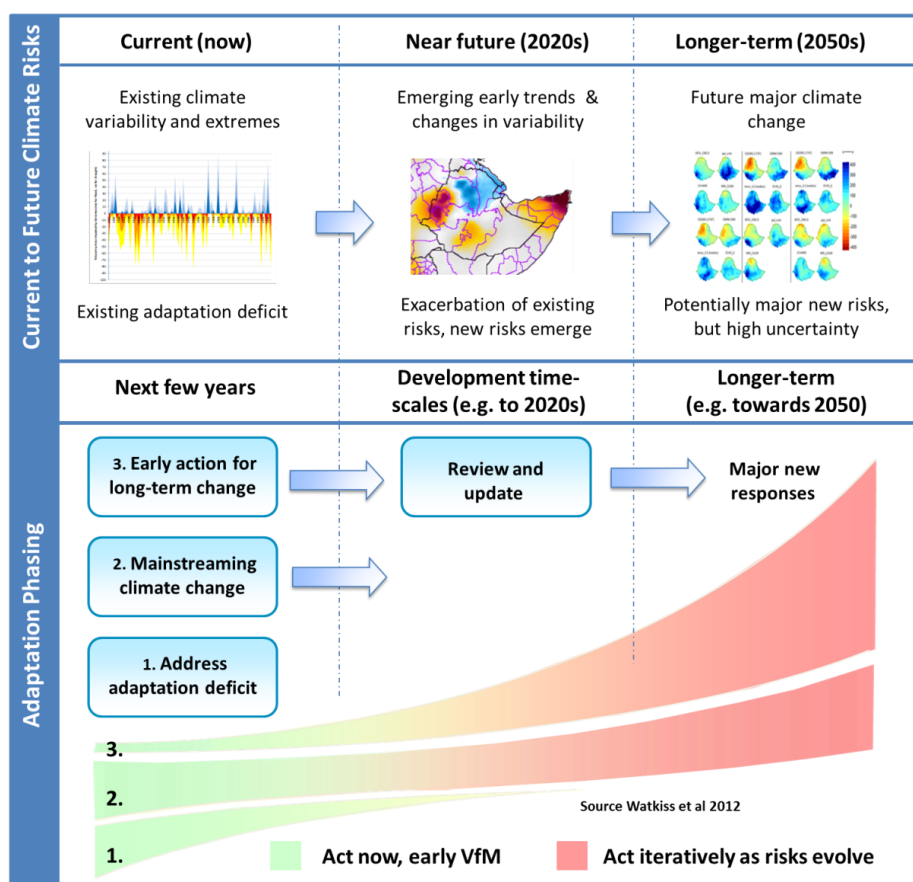 Current to Future Climate Risks
Current (now)
Near future (2020s)
Longer-term (2050s)
Existing climate
variability and extremes
Emerging early trends &
changes in variability
Future major climate
change
Existing adaptation deficit
Exacerbation of existing
risks, new risks emerge
Potentially major new risks,
but high uncertainty
Adaptation Phasing
Next few years
Development time-
scales (e.g. to 2020s)
Longer-term
(e.g. towards 2050)
3. Early action for
long-term change
Review and
update
Major new
responses
2. Mainstreaming
climate change
1. Address
adaptation deficit
3.
2.
1.
Source Watkiss et al 2012
Act now, early VfM
Act iteratively as risks evolve